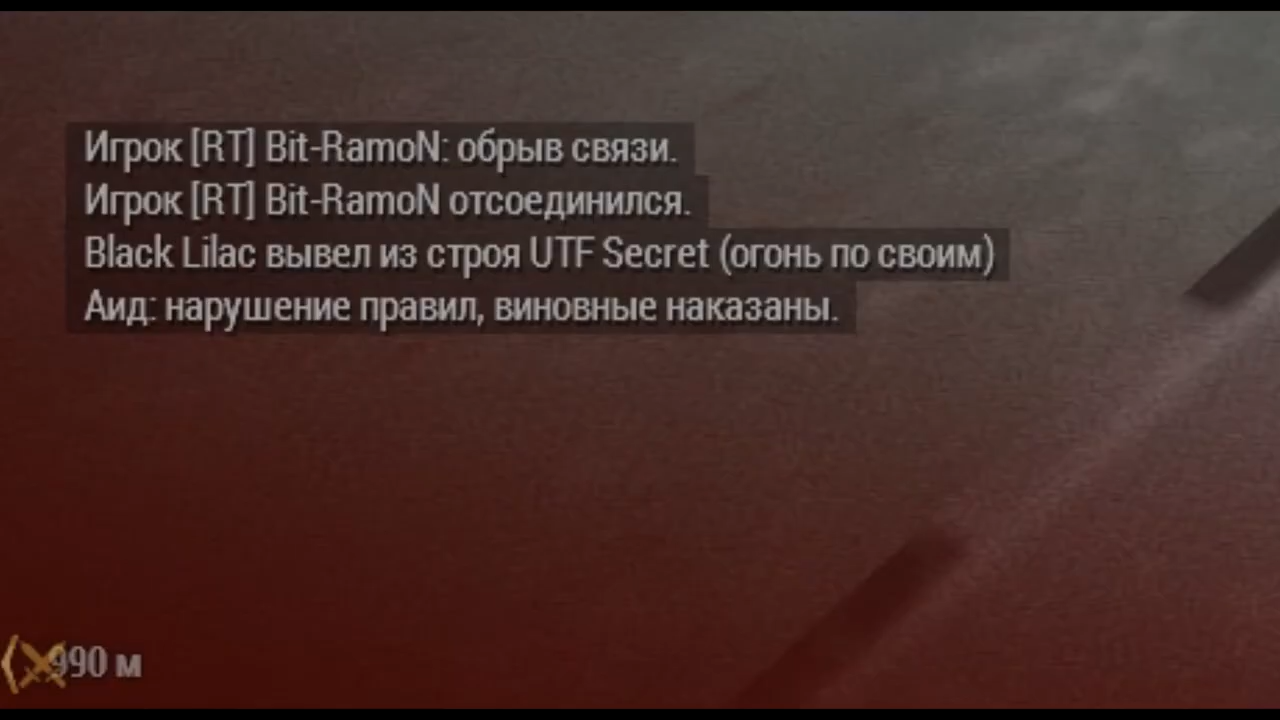 Игрок [RT] Bit-RamoN: обрыв связи.
Игрок [RT] Bit-RamoN отсоединился.
Black Lilac вывел из строя UTF Secret (огонь по своим)
Аид: нарушение правил, виновные наказаны.
990 м